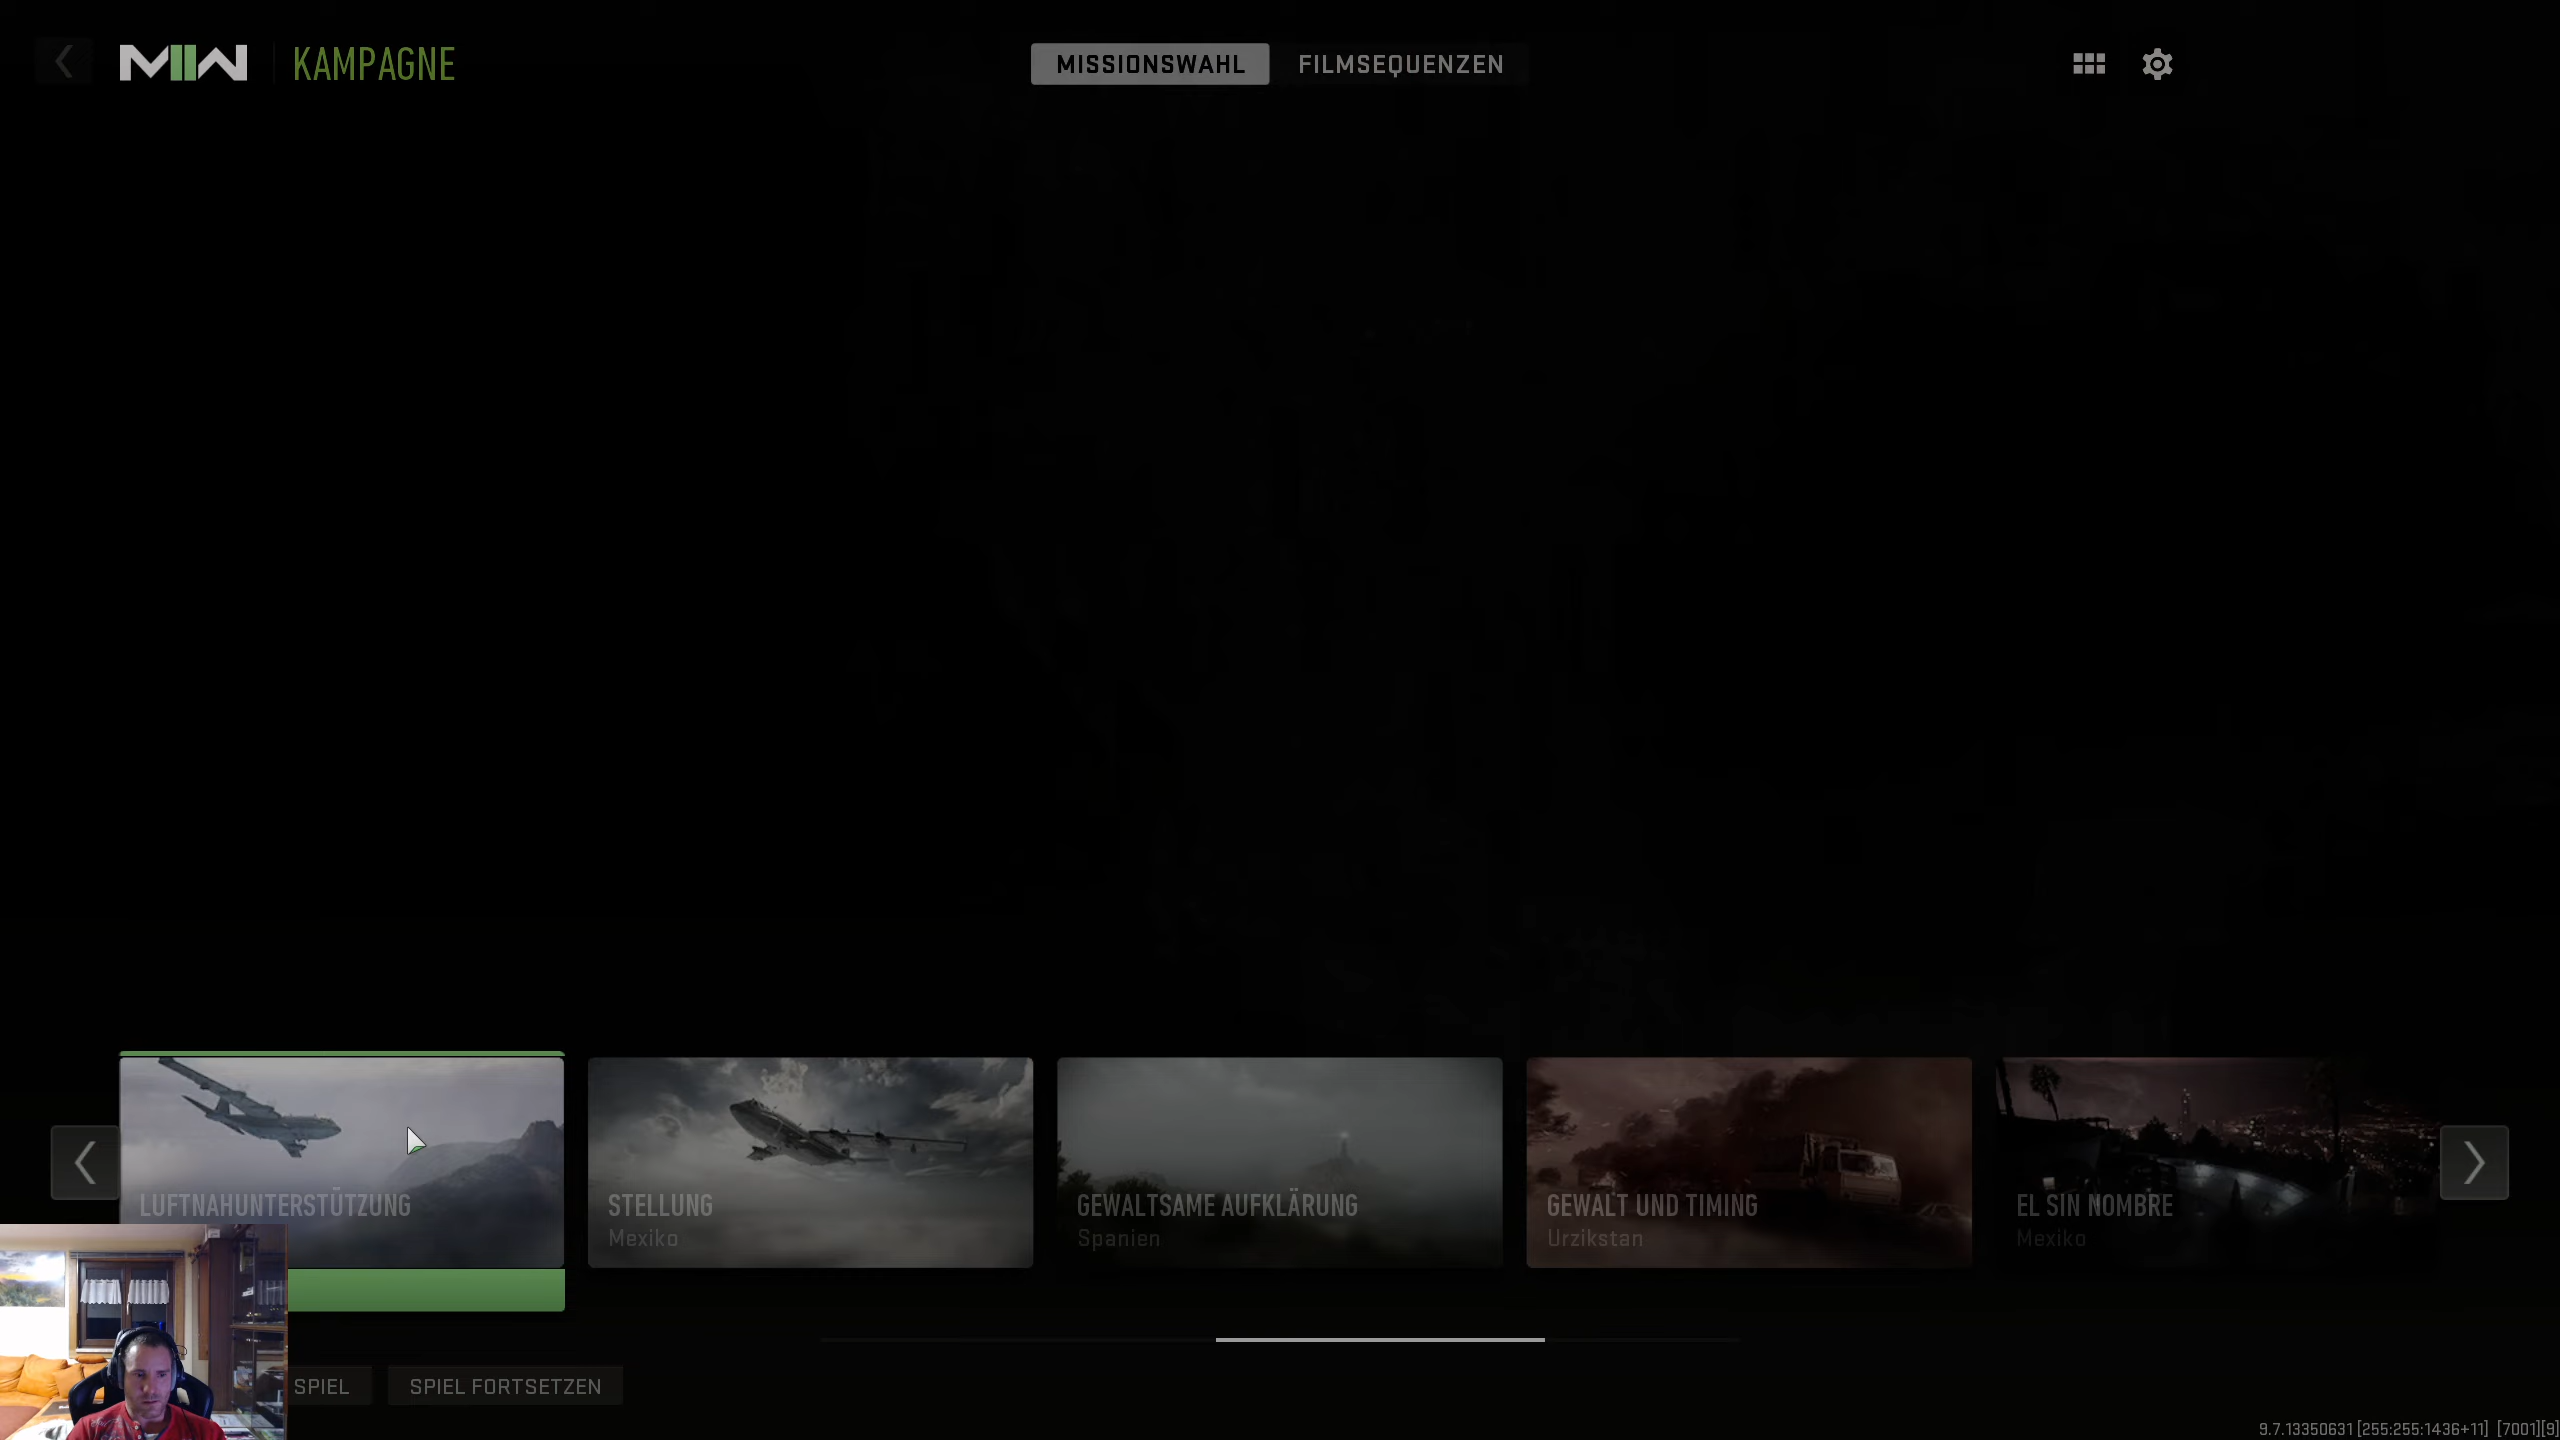 MW KAMPAGNE
MISSIONSWAHL
FILMSEQUENZEN
LUFTNAHUNTERSTÜTZUNG
STELLUNG
Mexiko
GEWALTSAME AUFKLÄRUNG
Spanien
GEWALT UND TIMING
Urzikstan
EL SIN NOMBRE
Mexiko
SPIEL
SPIEL FORTSETZEN
9.7.13350631 [255:255:1436+11] [7001][9]